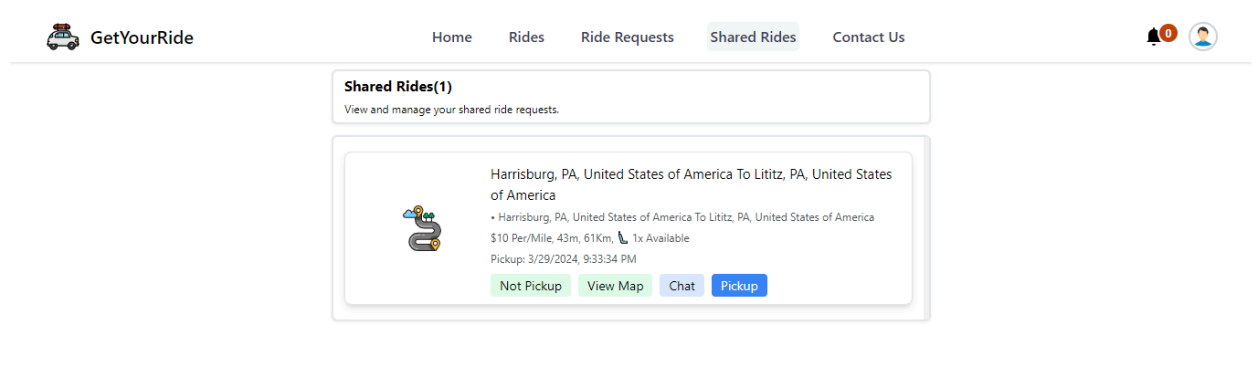 GetYourRide
Home Rides Ride Requests Shared Rides Contact Us
0
Shared Rides(1)
View and manage your shared ride requests.
Harrisburg, PA, United States of America To Lititz, PA, United States
of America
• Harrisburg, PA, United States of America To Lititz, PA, United States of America
$10 Per/Mile, 43m, 61Km, 1x Available
Pickup: 3/29/2024, 9:33:34 PM
Not Pickup View Map Chat Pickup